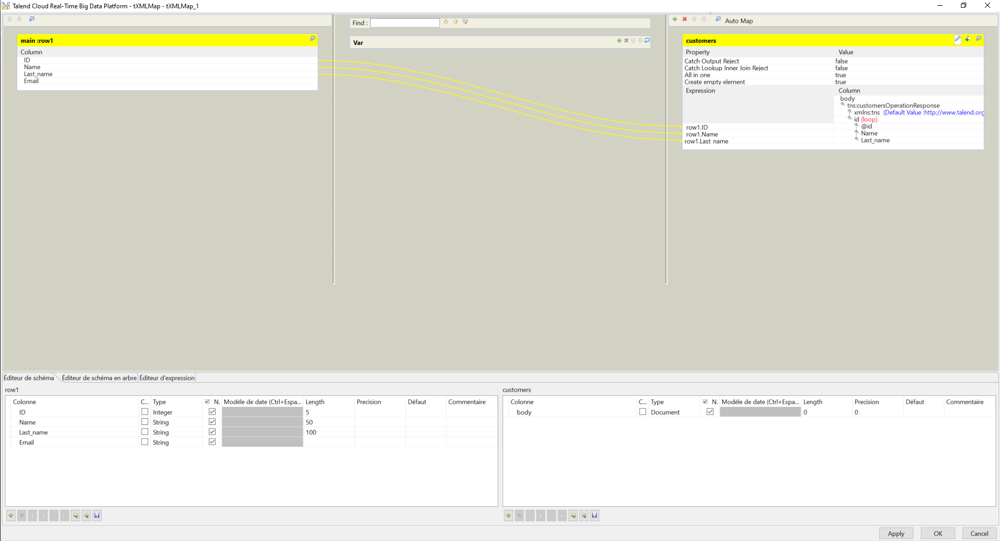 Talend Cloud Real-Time Big Data Platform - tXMLMap - tXMLMap_1
Find :
Auto Map
main :row1
Column
ID
Name
Last_name
Email
Var
customers
Property Value
Catch Output Reject false
Catch Lookup Inner Join Reject false
All in one true
Create empty element true
Expression Column
body
tns:customersOperationResponse
xmlns:tns (Default Value :http://www.talend.org
id (loop)
row1.ID @id
row1.Name Name
row1.Last_name Last_name
Éditeur de schéma Éditeur de schéma en arbre Éditeur d'expression
row1
Colonne C... Type N. Modèle de date (Ctrl+Espa... Length Precision Défaut Commentaire
ID Integer 5
Name String 50
Last_name String 100
Email String
customers
Colonne C... Type N. Modèle de date (Ctrl+Espa... Length Precision Défaut Commentaire
body Document 0 0
Apply OK Cancel